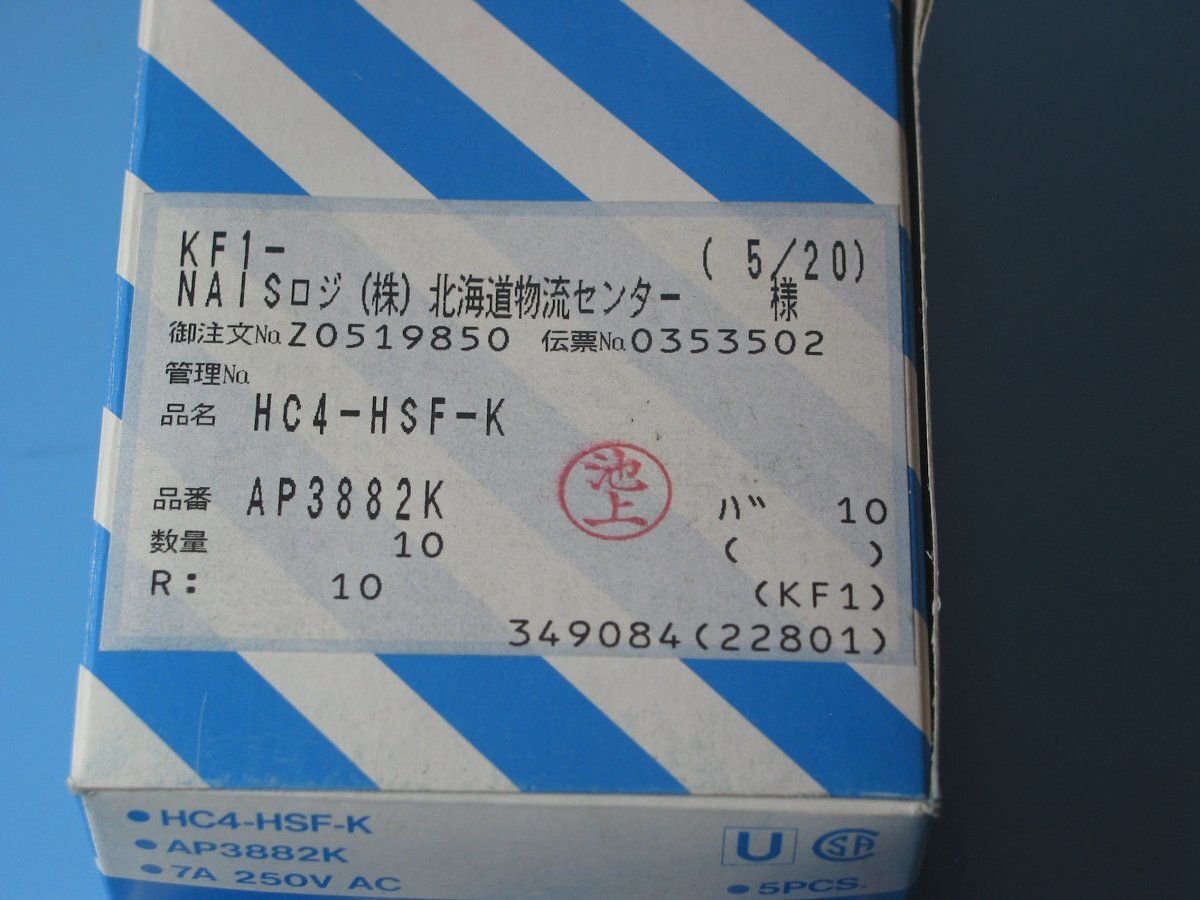 KF1- ( 5/20)
NAISロジ(株) 北海道物流センター 様
御注文No.Z0519850 伝票No.0353502
管理No.
品名 HC4-HSF-K
池上
品番 AP3882K バ 10
数量 10 ( )
R: 10 (KF1)
349084(22801)
●HC4-HSF-K
●AP3882K
●7A 250V AC
U SA
●5PCS.